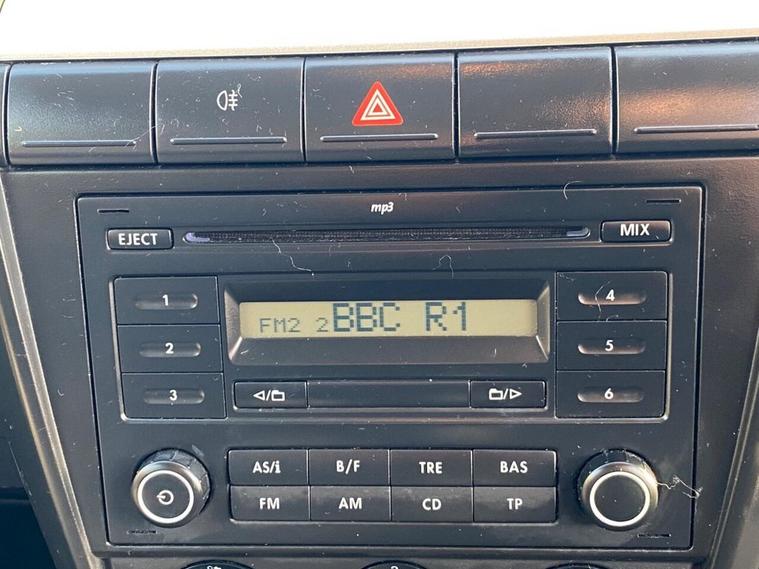 mp3
EJECT
MIX
1
4
FM2 2 BBC R1
2
5
3
◁/🗀
🗀/▷
6
AS/i B/F TRE BAS
FM AM CD TP